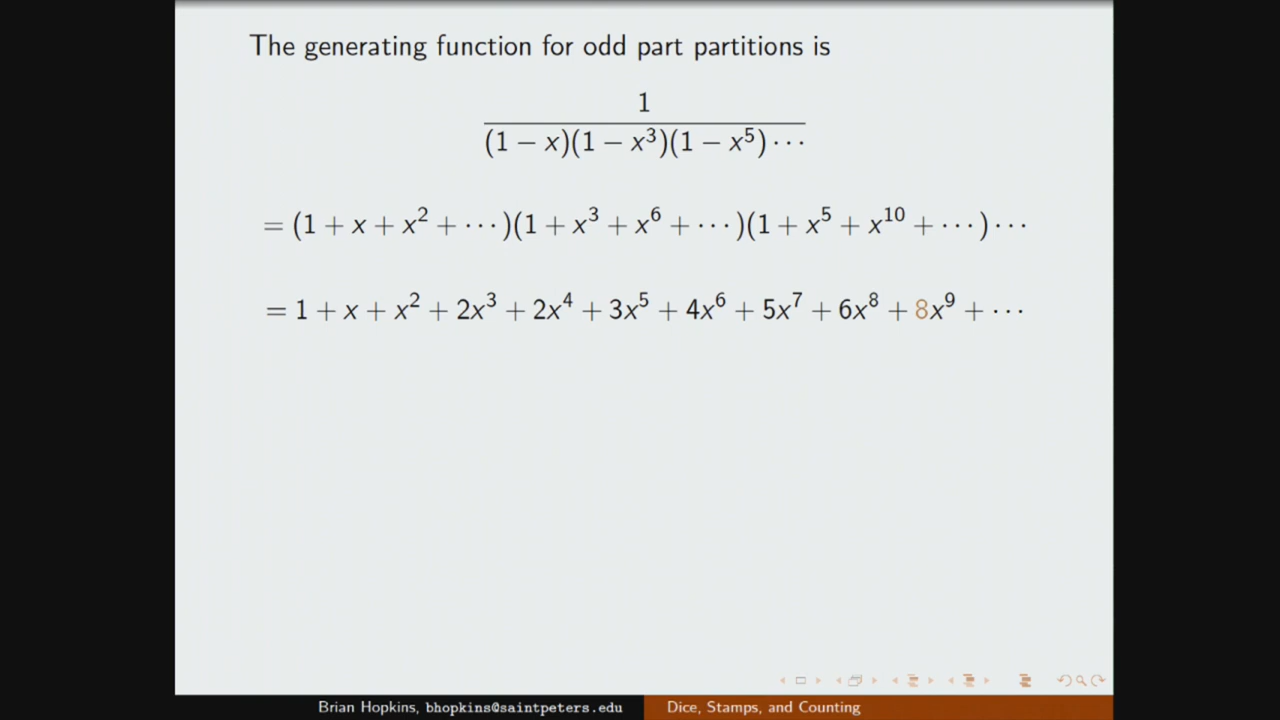 The generating function for odd part partitions is
1
(1 − x)(1 − x³)(1 − x⁵) ⋯
= (1 + x + x² + ⋯)(1 + x³ + x⁶ + ⋯)(1 + x⁵ + x¹⁰ + ⋯) ⋯
= 1 + x + x² + 2x³ + 2x⁴ + 3x⁵ + 4x⁶ + 5x⁷ + 6x⁸ + 8x⁹ + ⋯
Brian Hopkins, bhopkins@saintpeters.edu Dice, Stamps, and Counting